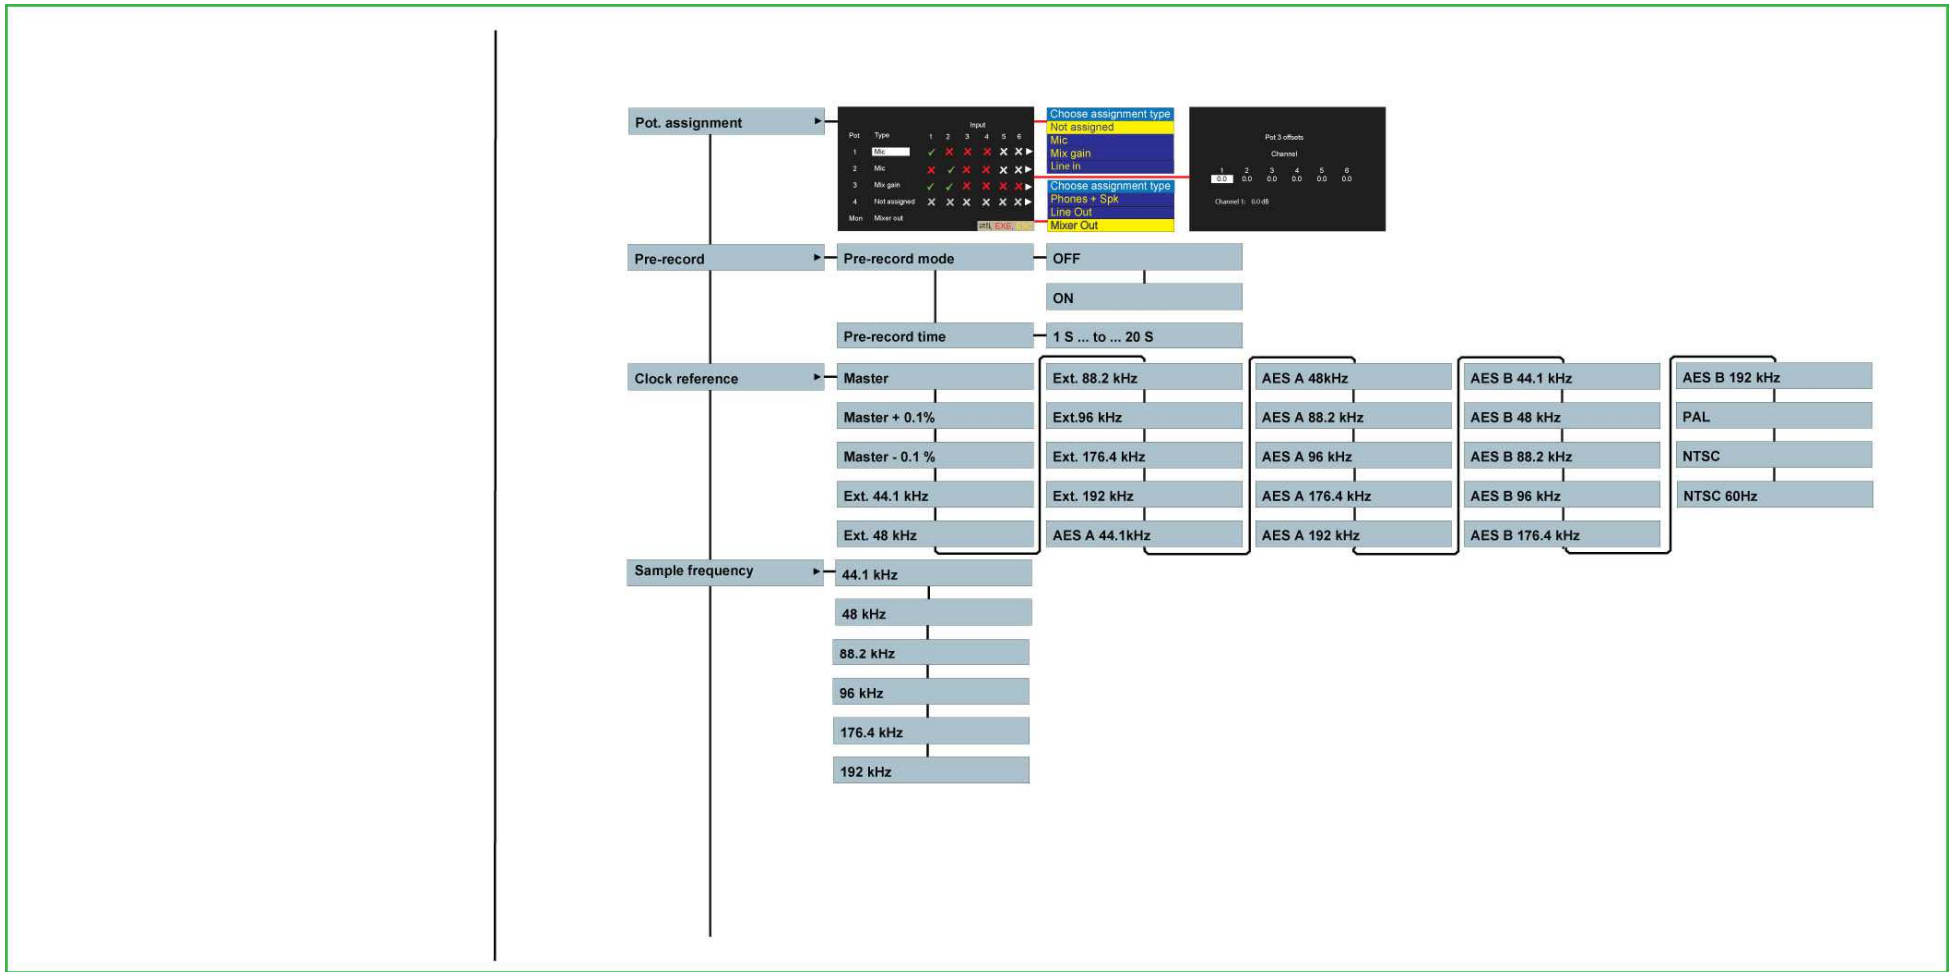 Pot. assignment
Input
Pot Type 1 2 3 4 5 6
1 Mic
2 Mic
3 Mix gain
4 Not assigned
Mon Mixer out
EXE,
Choose assignment type
Not assigned
Mic
Mix gain
Line in
Choose assignment type
Phones + Spk
Line Out
Mixer Out
Pot 3 offsets
Channel
1 2 3 4 5 6
0.0 0.0 0.0 0.0 0.0 0.0
Channel 1: 0.0 dB
Pre-record
Pre-record mode
OFF
ON
Pre-record time
1 S ... to ... 20 S
Clock reference
Master
Master + 0.1%
Master - 0.1 %
Ext. 44.1 kHz
Ext. 48 kHz
Ext. 88.2 kHz
Ext.96 kHz
Ext. 176.4 kHz
Ext. 192 kHz
AES A 44.1kHz
AES A 48kHz
AES A 88.2 kHz
AES A 96 kHz
AES A 176.4 kHz
AES A 192 kHz
AES B 44.1 kHz
AES B 48 kHz
AES B 88.2 kHz
AES B 96 kHz
AES B 176.4 kHz
AES B 192 kHz
PAL
NTSC
NTSC 60Hz
Sample frequency
44.1 kHz
48 kHz
88.2 kHz
96 kHz
176.4 kHz
192 kHz